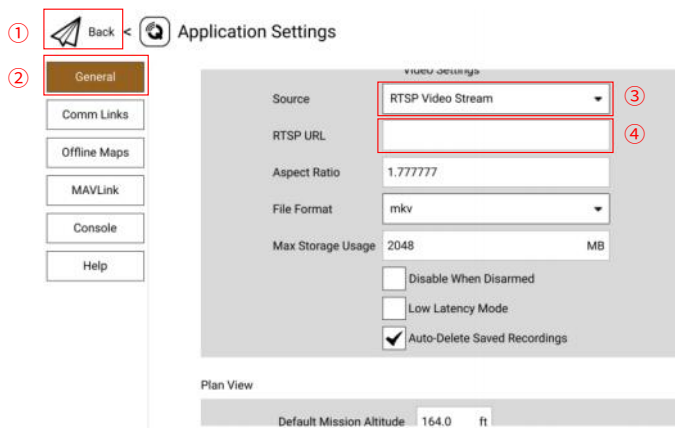 ① Back < Application Settings
② General
Video Settings
Source RTSP Video Stream ③
Comm Links
RTSP URL ④
Offline Maps
Aspect Ratio 1.777777
MAVLink
File Format mkv
Console
Max Storage Usage 2048 MB
Help
Disable When Disarmed
Low Latency Mode
Auto-Delete Saved Recordings
Plan View
Default Mission Altitude 164.0 ft